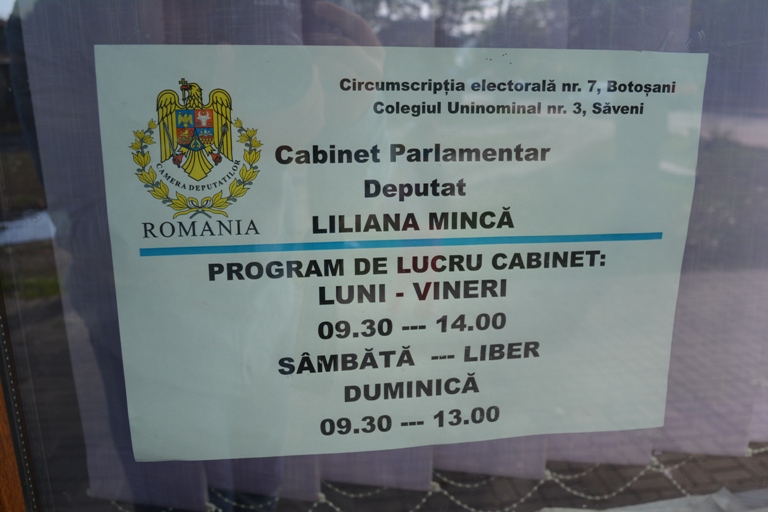 Circumscripția electorală nr. 7, Botoșani
Colegiul Uninominal nr. 3, Săveni
CAMERA DEPUTAȚILOR
ROMANIA
Cabinet Parlamentar
Deputat
LILIANA MINCĂ
PROGRAM DE LUCRU CABINET:
LUNI - VINERI
09.30 --- 14.00
SÂMBĂTĂ --- LIBER
DUMINICĂ
09.30 --- 13.00